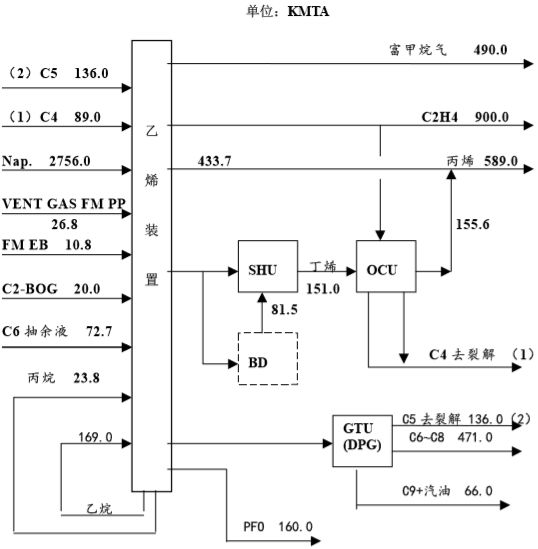 单位：KMTA
富甲烷气 490.0
（2）C5 136.0
（1）C4 89.0
C2H4 900.0
Nap. 2756.0
433.7
丙烯 589.0
VENT GAS FM PP
26.8
155.6
FM EB 10.8
乙烯装置
SHU
丁烯
151.0
OCU
C2-BOG 20.0
81.5
C6 抽余液 72.7
BD
C4 去裂解 （1）
丙烷 23.8
169.0
GTU
(DPG)
C5 去裂解 136.0 (2)
C6~C8 471.0
C9+汽油 66.0
乙烷
PFO 160.0